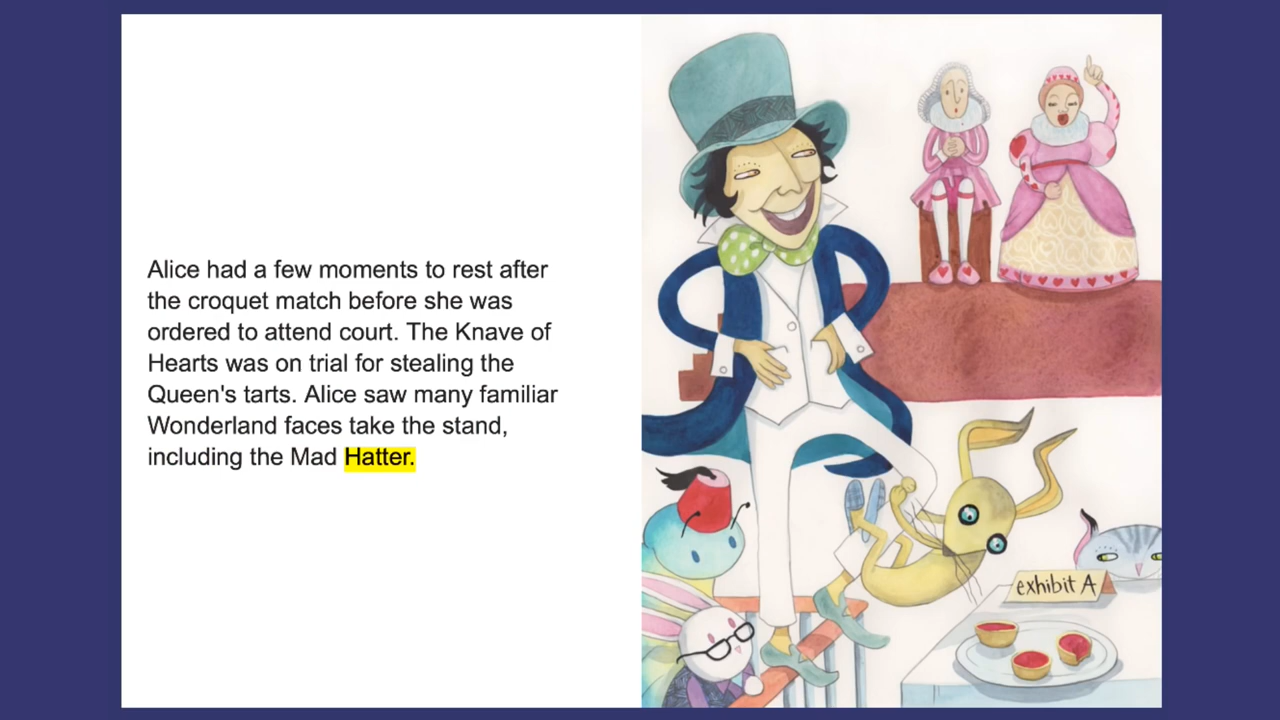 Alice had a few moments to rest after
the croquet match before she was
ordered to attend court. The Knave of
Hearts was on trial for stealing the
Queen's tarts. Alice saw many familiar
Wonderland faces take the stand,
including the Mad Hatter.
exhibit A